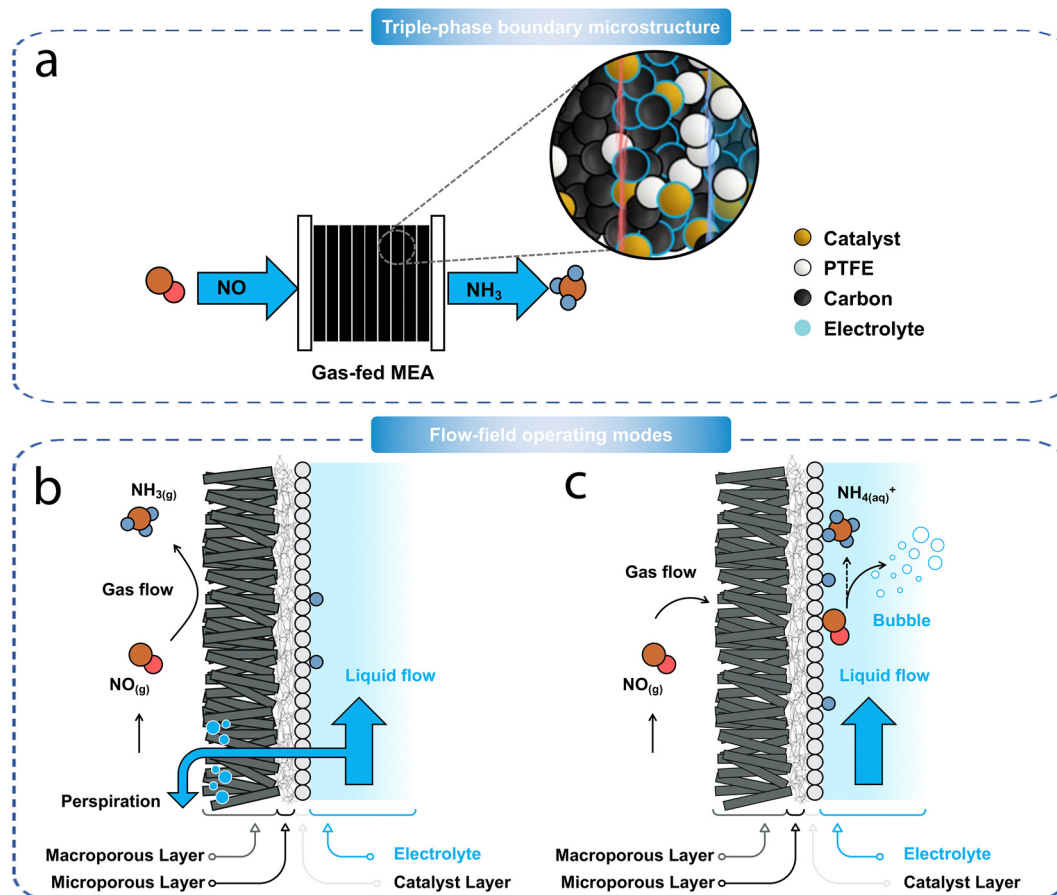 Triple-phase boundary microstructure
a
NO
NH3
Gas-fed MEA
Catalyst
PTFE
Carbon
Electrolyte
Flow-field operating modes
b
NH3(g)
Gas flow
NO(g)
Liquid flow
Perspiration
Macroporous Layer
Microporous Layer
Electrolyte
Catalyst Layer
c
NH4(aq)+
Gas flow
Bubble
NO(g)
Liquid flow
Macroporous Layer
Microporous Layer
Electrolyte
Catalyst Layer